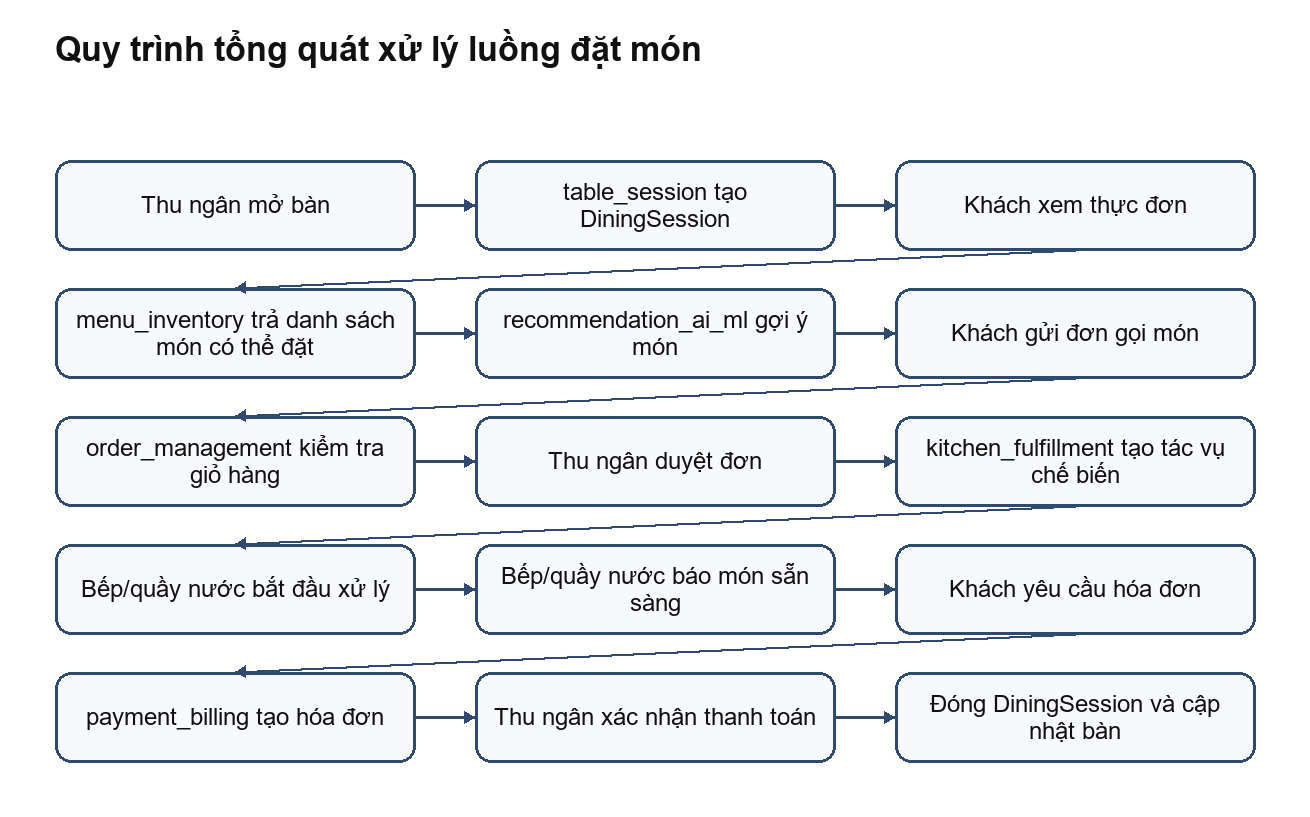 Quy trình tổng quát xử lý luồng đặt món
Thu ngân mở bàn
table_session tạo
DiningSession
Khách xem thực đơn
menu_inventory trả danh sách
món có thể đặt
recommendation_ai_ml gợi ý
món
Khách gửi đơn gọi món
order_management kiểm tra
giỏ hàng
Thu ngân duyệt đơn
kitchen_fulfillment tạo tác vụ
chế biến
Bếp/quầy nước bắt đầu xử lý
Bếp/quầy nước báo món sẵn
sàng
Khách yêu cầu hóa đơn
payment_billing tạo hóa đơn
Thu ngân xác nhận thanh toán
Đóng DiningSession và cập
nhật bàn